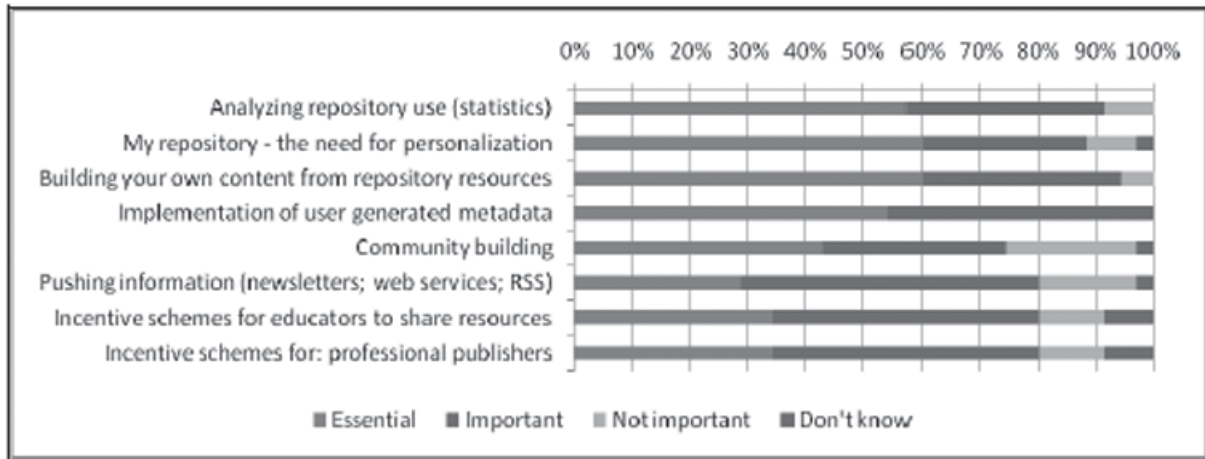 0% 10% 20% 30% 40% 50% 60% 70% 80% 90% 100%
Analyzing repository use (statistics)
My repository - the need for personalization
Building your own content from repository resources
Implementation of user generated metadata
Community building
Pushing information (newsletters; web services; RSS)
Incentive schemes for educators to share resources
Incentive schemes for: professional publishers
Essential Important Not important Don't know